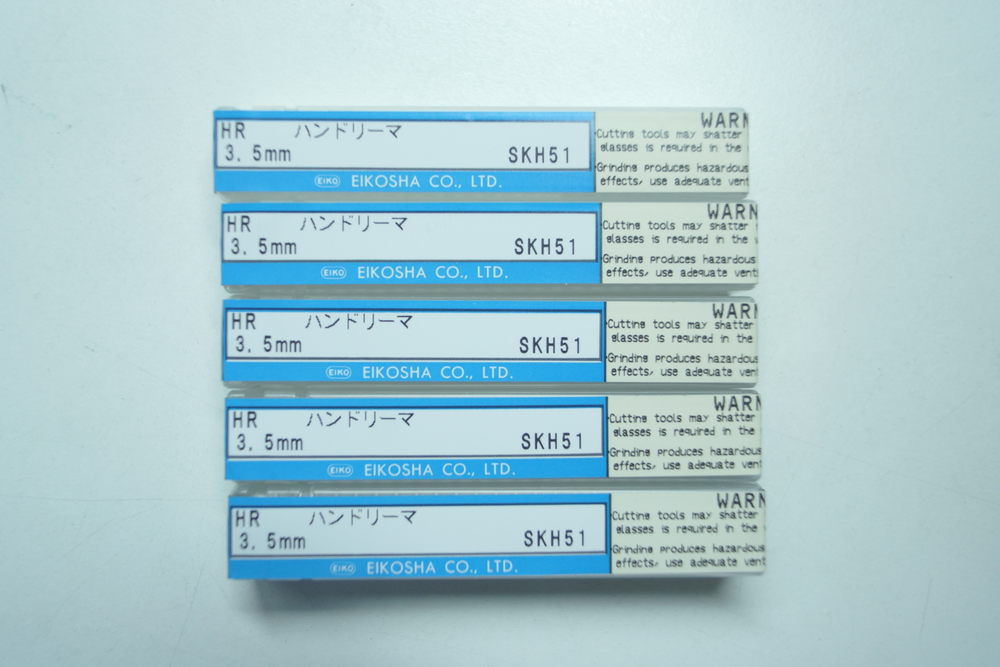 HR ハンドリーマ
3. 5mm SKH51
EIKO EIKOSHA CO., LTD.
WARN
Cutting tools may shatter
glasses is required in the
Grinding produces hazardous
effects, use adequate vent
HR ハンドリーマ
3. 5mm SKH51
EIKO EIKOSHA CO., LTD.
WARN
Cutting tools may shatter
glasses is required in the
Grinding produces hazardous
effects, use adequate vent
HR ハンドリーマ
3. 5mm SKH51
EIKO EIKOSHA CO., LTD.
WARN
Cutting tools may shatter
glasses is required in the
Grinding produces hazardous
effects, use adequate vent
HR ハンドリーマ
3. 5mm SKH51
EIKO EIKOSHA CO., LTD.
WARN
Cutting tools may shatter
glasses is required in the
Grinding produces hazardous
effects, use adequate vent
HR ハンドリーマ
3. 5mm SKH51
EIKO EIKOSHA CO., LTD.
WARN
Cutting tools may shatter
glasses is required in the
Grinding produces hazardous
effects, use adequate vent